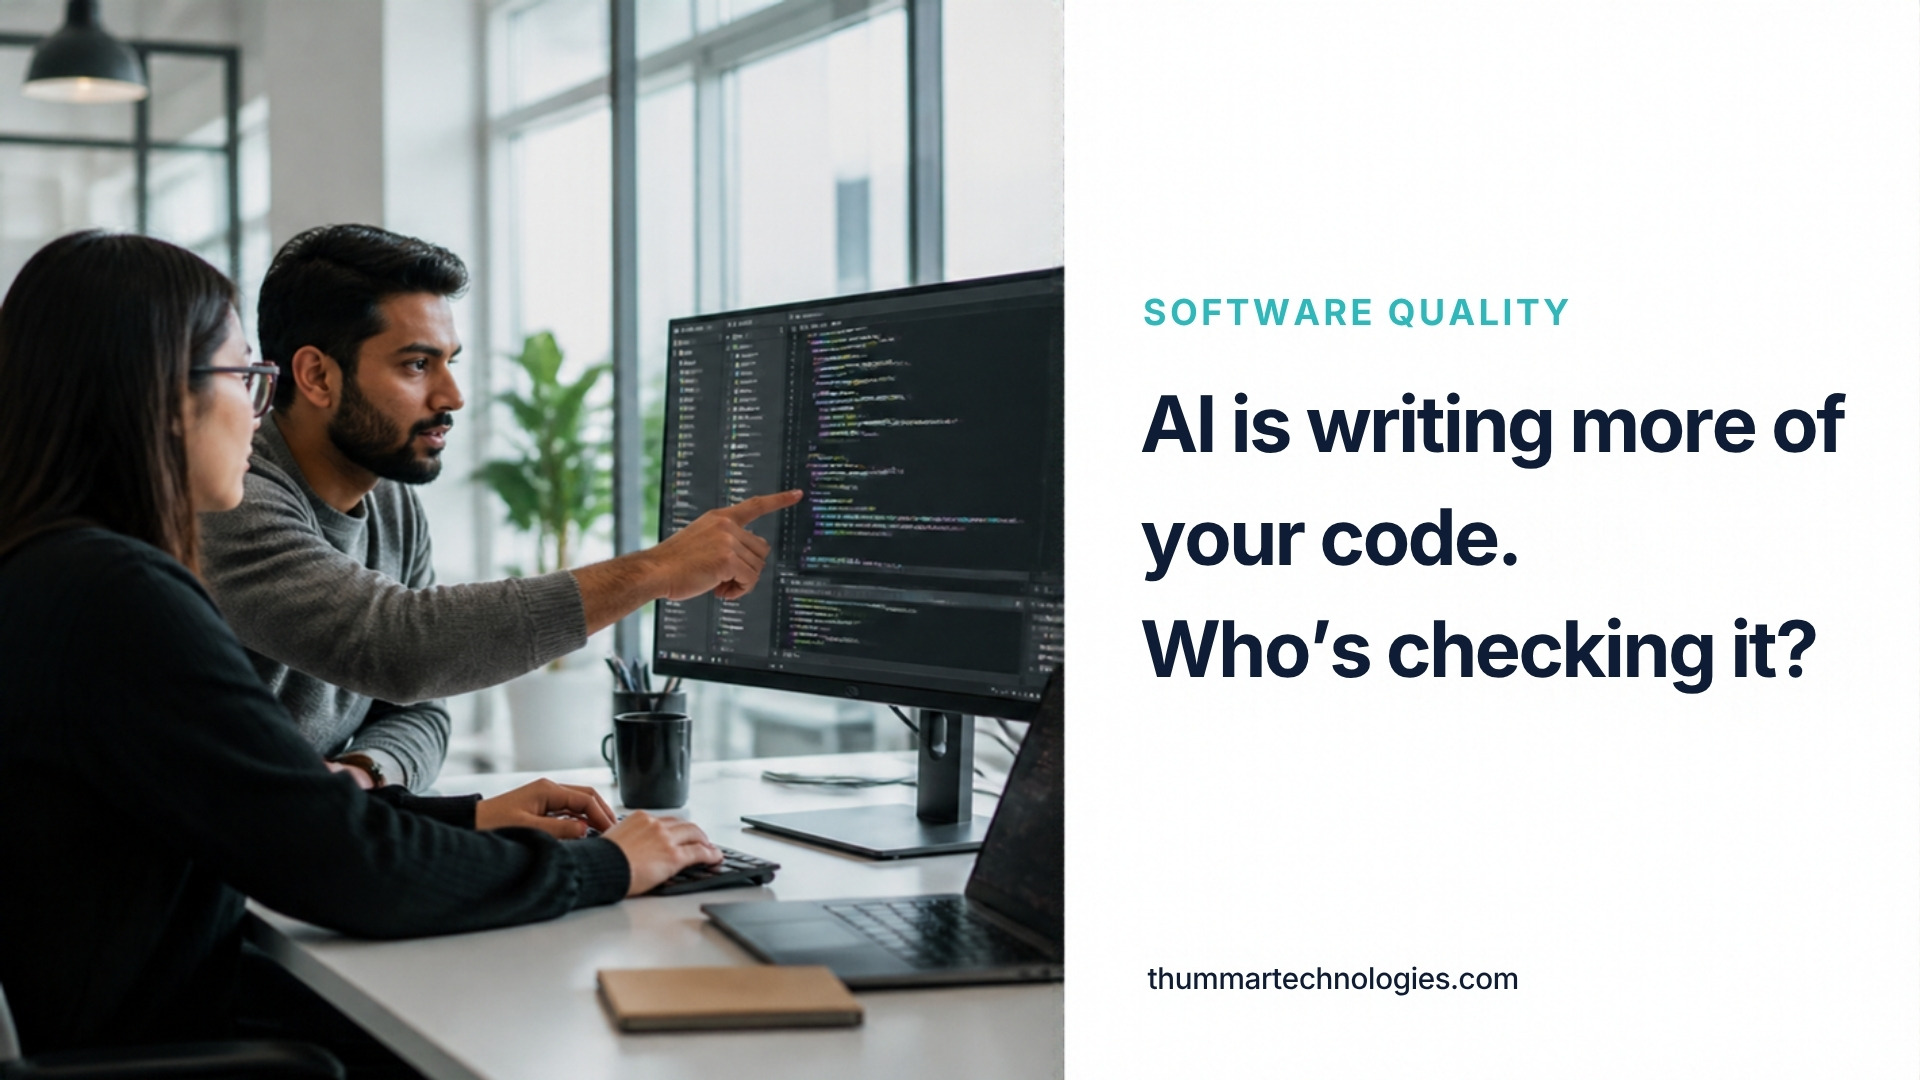 SOFTWARE QUALITY
AI is writing more of
your code.
Who’s checking it?
thummartechnologies.com